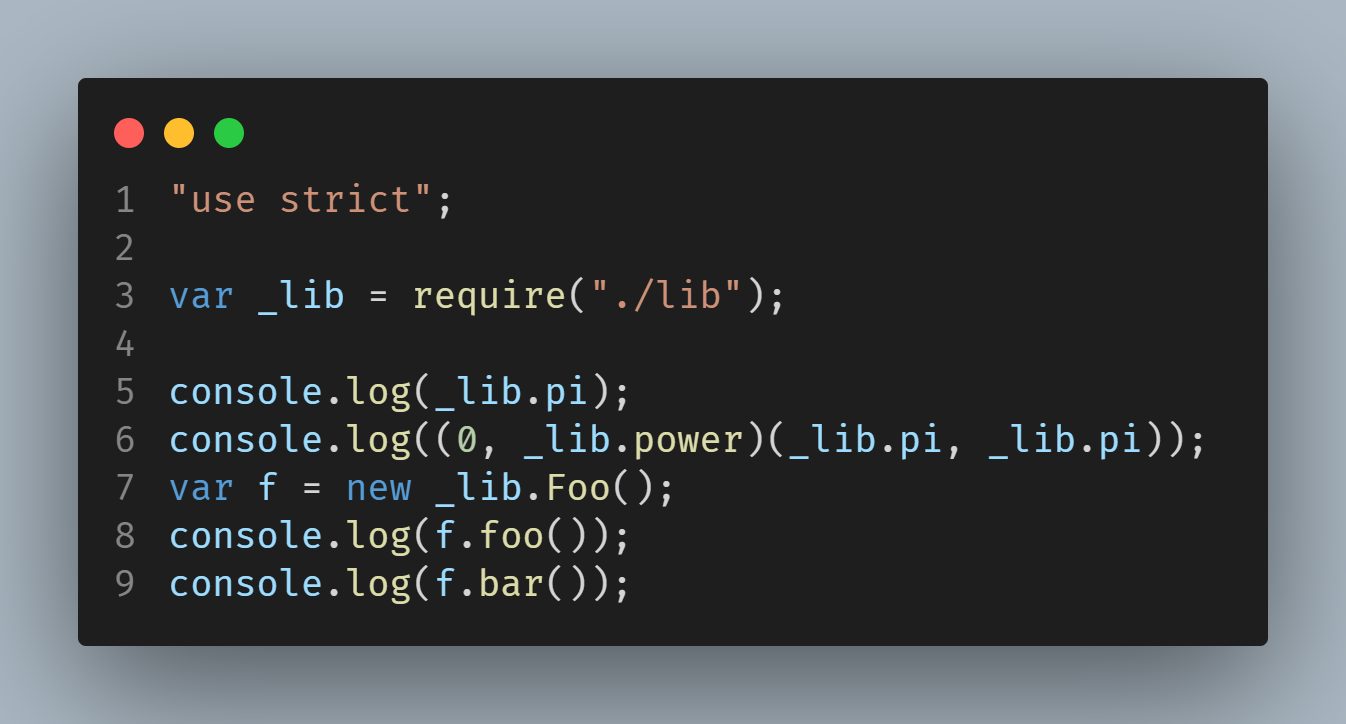 1 "use strict";
2
3 var _lib = require("./lib");
4
5 console.log(_lib.pi);
6 console.log((0, _lib.power)(_lib.pi, _lib.pi));
7 var f = new _lib.Foo();
8 console.log(f.foo());
9 console.log(f.bar());